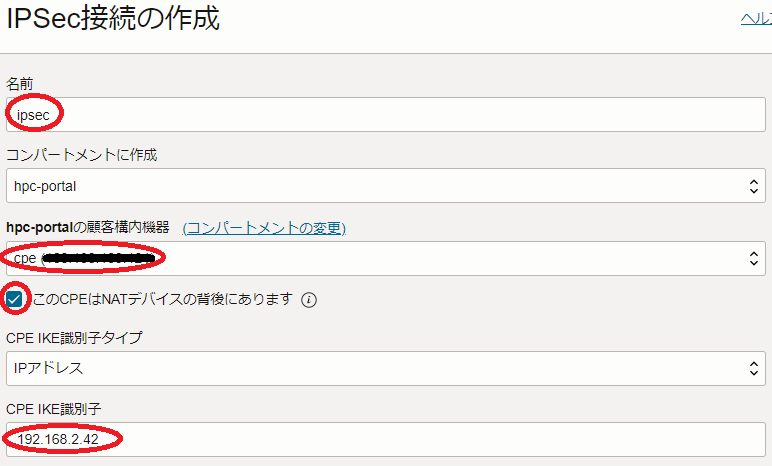 IPSec接続の作成
ヘル
名前
ipsec
コンパートメントに作成
hpc-portal
hpc-portalの顧客構内機器 (コンパートメントの変更)
cpe (
このCPEはNATデバイスの背後にあります
CPE IKE識別子タイプ
IPアドレス
CPE IKE識別子
192.168.2.42